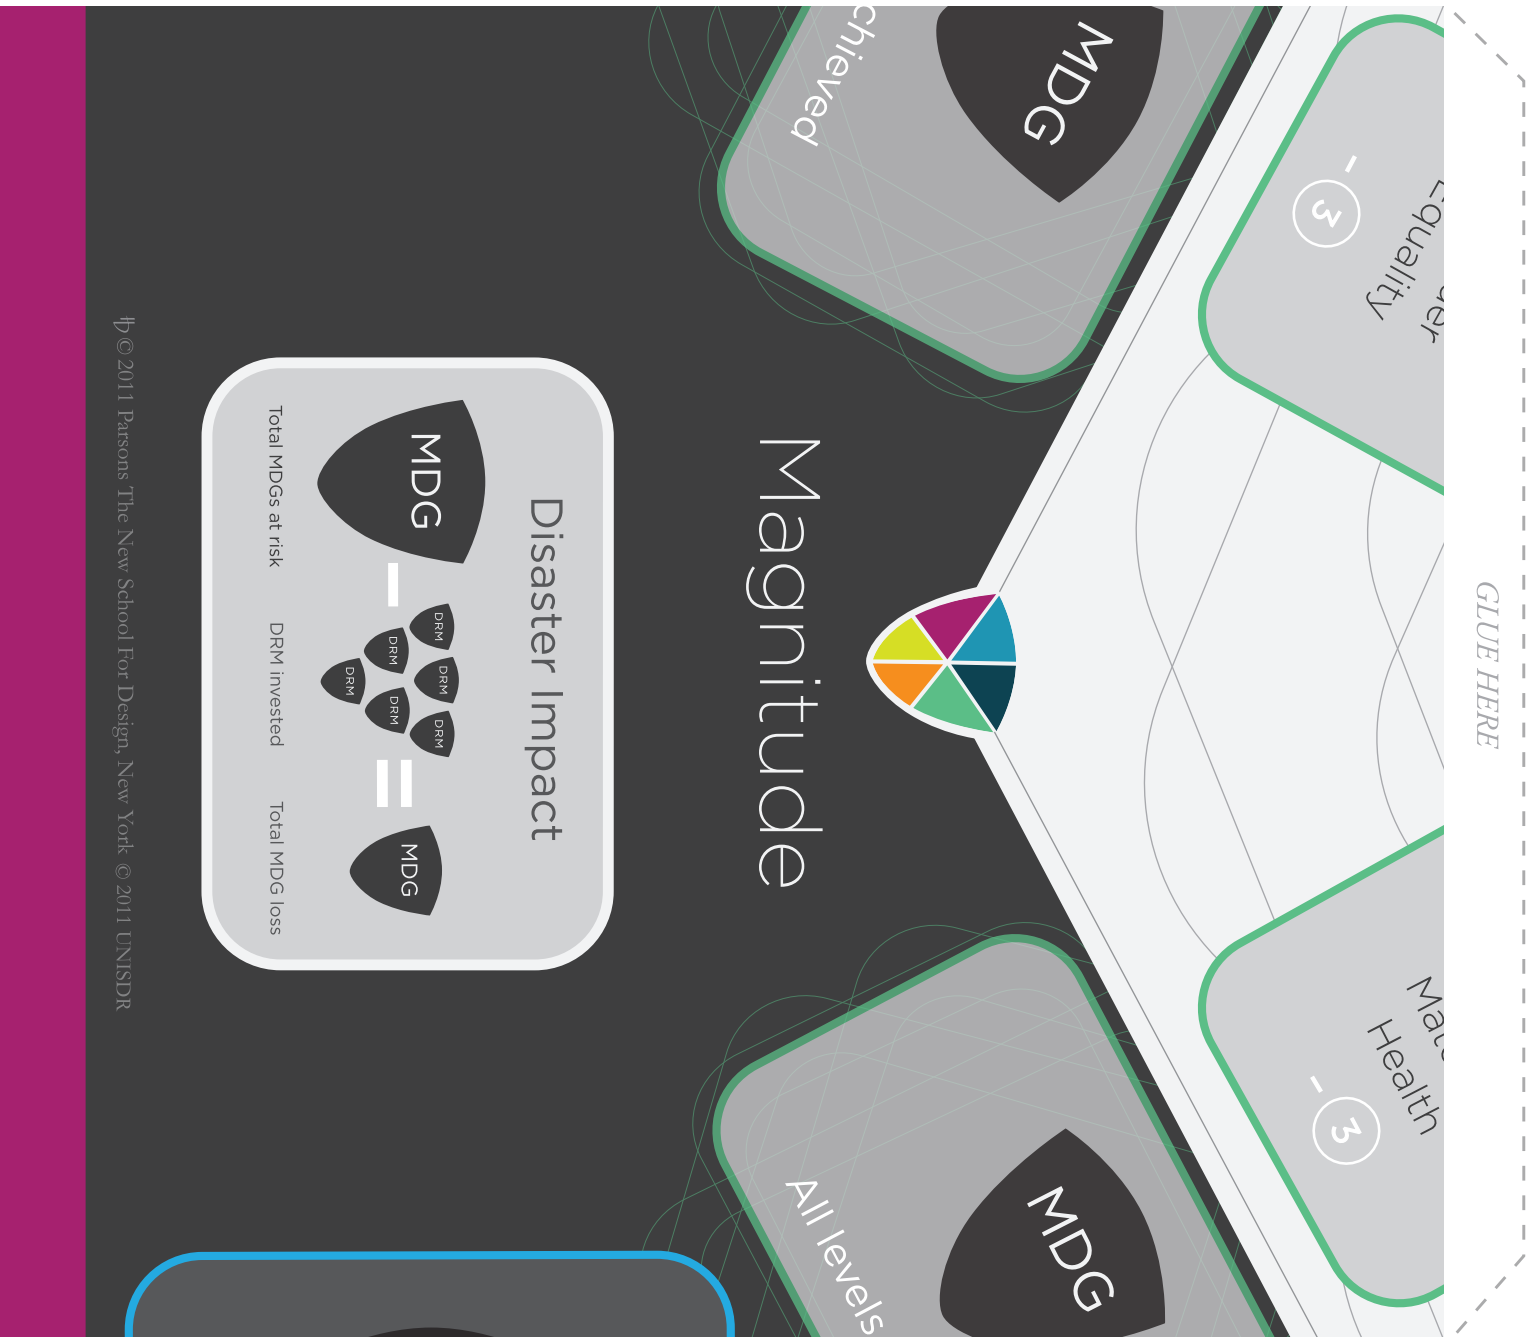 GLUE HERE
Equality
Health
3
3
MDG
chieved
MDG
All levels
Magnitude
Disaster Impact
MDG
DRM
DRM
DRM
DRM
DRM
DRM
MDG
Total MDGs at risk
DRM invested
Total MDG loss
© 2011 Parsons The New School For Design, New York © 2011 UNISDR